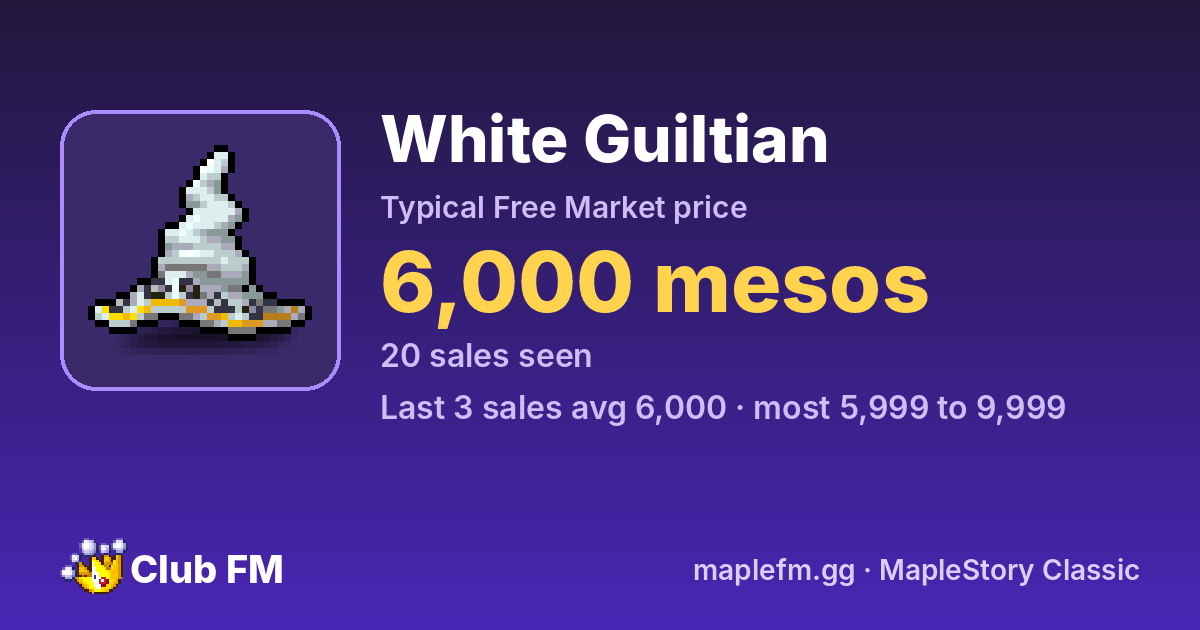 White Guiltian
Typical Free Market price
6,000 mesos
20 sales seen
Last 3 sales avg 6,000 · most 5,999 to 9,999
Club FM
maplefm.gg · MapleStory Classic